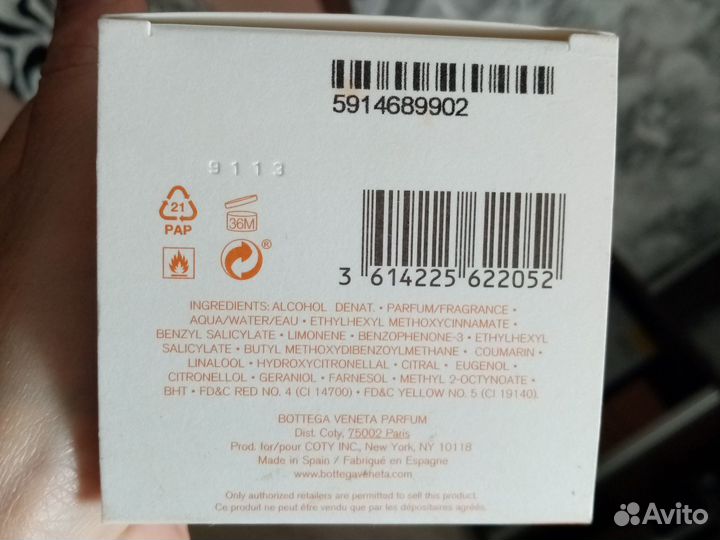 5914689902
9113
21
PAP
36M
®
3 614225 622052
INGREDIENTS: ALCOHOL DENAT. • PARFUM/FRAGRANCE •
AQUA/WATER/EAU • ETHYLHEXYL METHOXYCINNAMATE •
BENZYL SALICYLATE • LIMONENE • BENZOPHENONE-3 • ETHYLHEXYL
SALICYLATE • BUTYL METHOXYDIBENZOYLMETHANE • COUMARIN •
LINALOOL • HYDROXYCITRONELLAL • CITRAL • EUGENOL •
CITRONELLOL • GERANIOL • FARNESOL • METHYL 2-OCTYNOATE •
BHT • FD&C RED NO. 4 (CI 14700) • FD&C YELLOW NO. 5 (CI 19140).
BOTTEGA VENETA PARFUM
Dist. Coty, 75002 Paris
Prod. for/pour COTY INC., New York, NY 10118
Made in Spain / Fabriqué en Espagne
www.bottegaveneta.com
Only authorized retailers are permitted to sell this product.
Ce produit ne peut être vendu que par les dépositaires agréés.
Avito